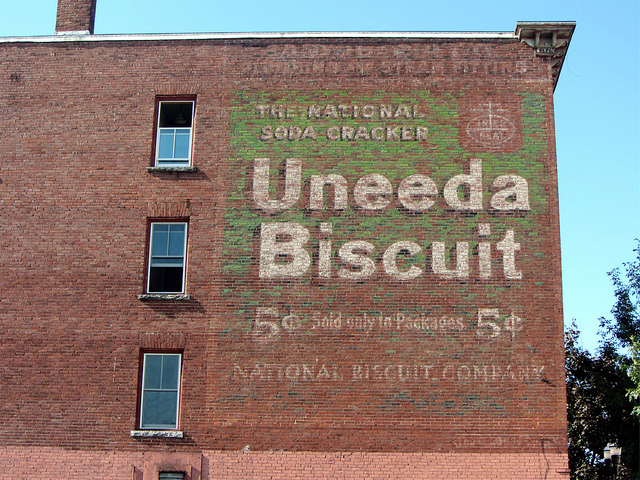 THE NATIONAL
SODA CRACKER
Uneeda
Biscuit
5¢ Sold only in Packages 5¢
NATIONAL BISCUIT COMPANY